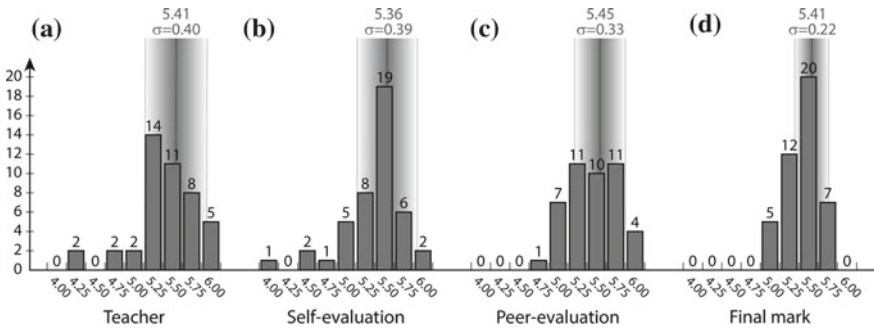 5.41
σ=0.40
5.36
σ=0.39
5.45
σ=0.33
5.41
σ=0.22
(a)
(b)
(c)
(d)
20
18
16
14
12
10
8
6
4
2
0
0 2 0 2 2 14 11 8 5
1 0 2 1 5 8 19 6 2
0 0 0 1 7 11 10 11 4
0 0 0 0 5 12 20 7 0
4.00 4.25 4.50 4.75 5.00 5.25 5.50 5.75 6.00
4.00 4.25 4.50 4.75 5.00 5.25 5.50 5.75 6.00
4.00 4.25 4.50 4.75 5.00 5.25 5.50 5.75 6.00
4.00 4.25 4.50 4.75 5.00 5.25 5.50 5.75 6.00
Teacher
Self-evaluation
Peer-evaluation
Final mark